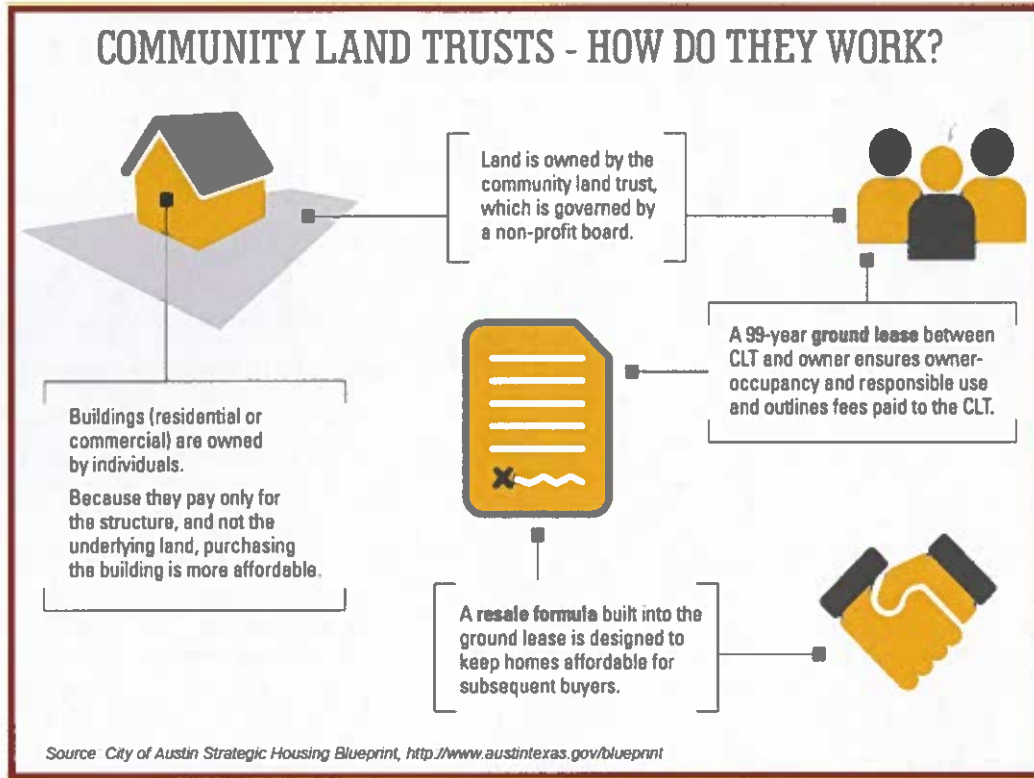 COMMUNITY LAND TRUSTS - HOW DO THEY WORK?
Land is owned by the
community land trust,
which is governed by
a non-profit board.
A 99-year ground lease between
CLT and owner ensures owner-
occupancy and responsible use
and outlines fees paid to the CLT.
Buildings (residential or
commercial) are owned
by individuals.
Because they pay only for
the structure, and not the
underlying land, purchasing
the building is more affordable.
A resale formula built into the
ground lease is designed to
keep homes affordable for
subsequent buyers.
Source City of Austin Strategic Housing Blueprint, http://www.austintexas.gov/blueprint